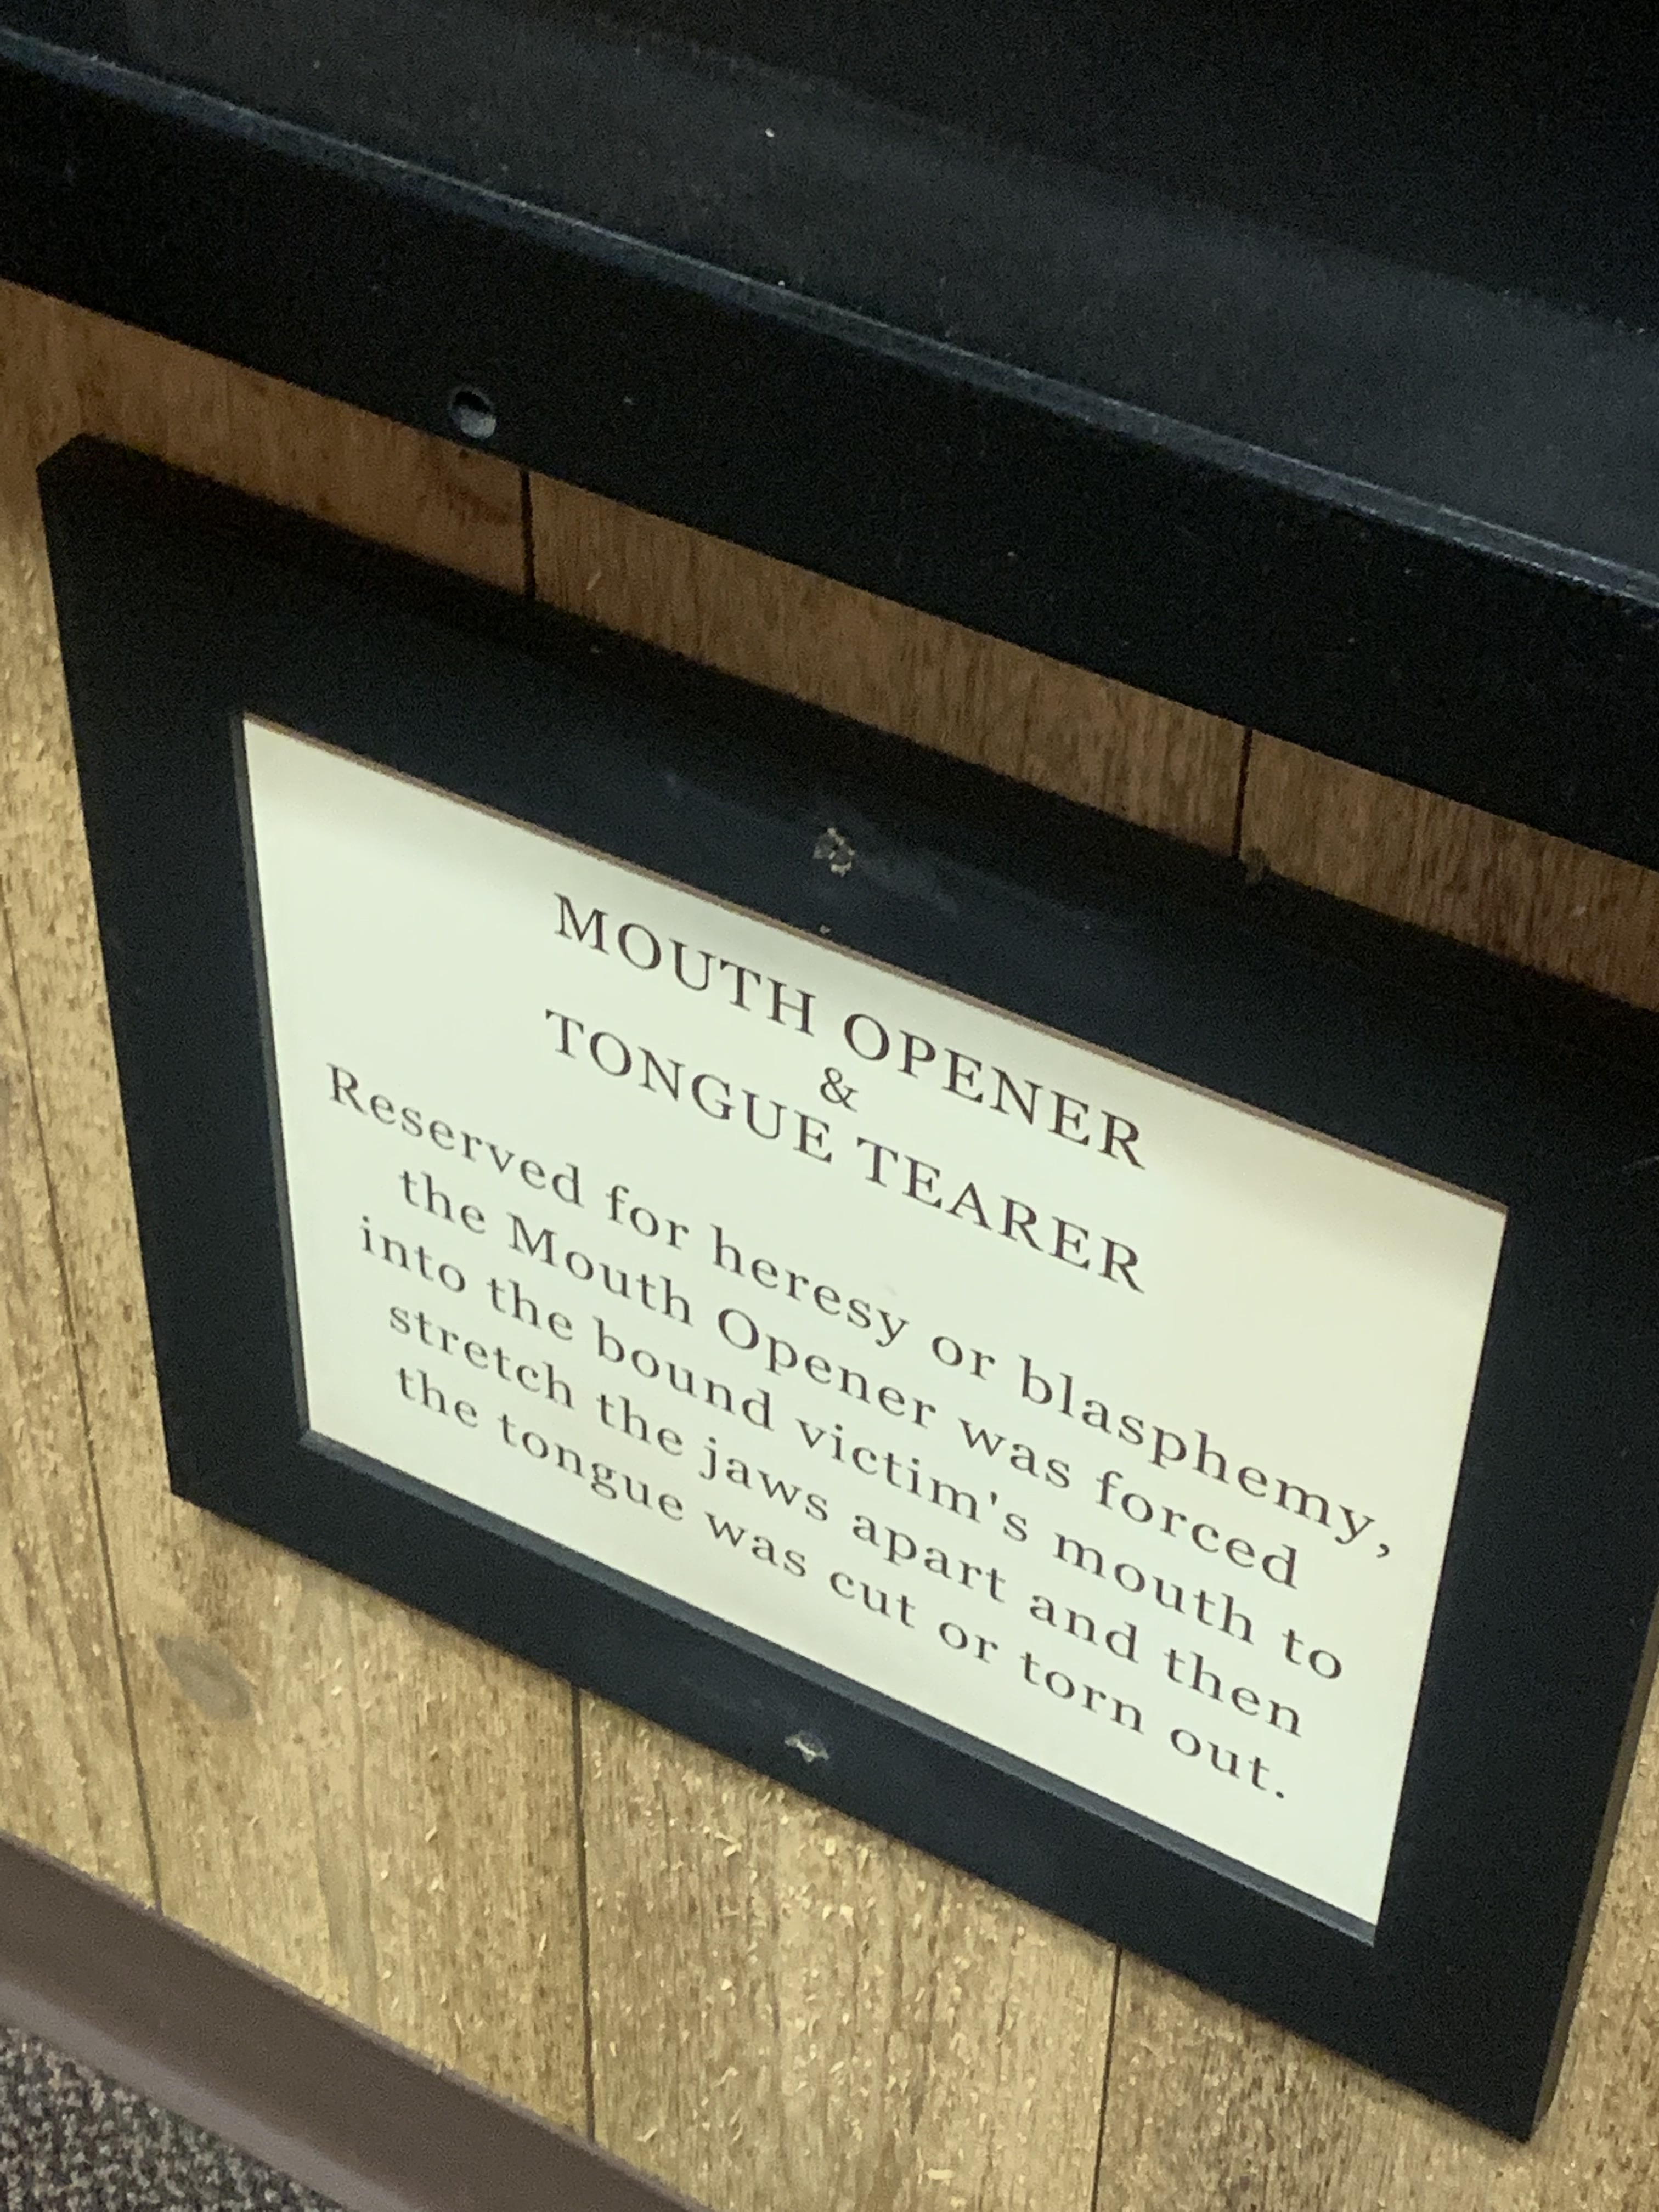 MOUTH OPENER
&
TONGUE TEARER
Reserved for heresy or blasphemy,
the Mouth Opener was forced
into the bound victim's mouth to
stretch the jaws apart and then
the tongue was cut or torn out.